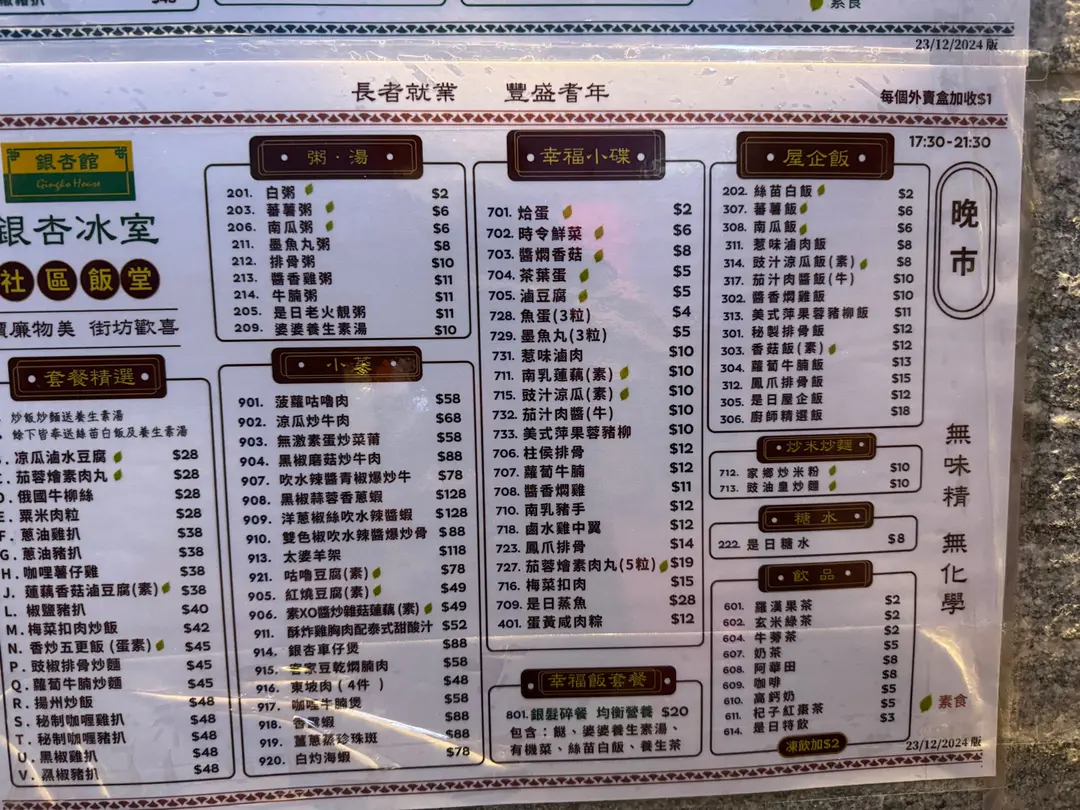 $48
素食
23/12/2024 版
長者就業 豐盛耆年
每個外賣盒加收$1
銀杏館
Gingko House
銀杏冰室
社區飯堂
價廉物美 街坊歡喜
套餐精選
炒飯炒麵送養生素湯
餘下皆奉送絲苗白飯及養生素湯
涼瓜滷水豆腐 $28
茄蓉燴素肉丸 $28
俄國牛柳絲 $28
E. 粟米肉粒 $28
F. 蔥油雞扒 $38
G. 蔥油豬扒 $38
H. 咖哩薯仔雞 $38
J. 蓮藕香菇滷豆腐(素) $38
L. 椒鹽豬扒 $40
M. 梅菜扣肉炒飯 $42
N. 香炒五更飯 (蛋素) $45
P. 豉椒排骨炒麵 $45
Q. 蘿蔔牛腩炒麵 $45
R. 揚州炒飯 $48
S. 秘制咖喱雞扒 $48
T. 秘制咖喱豬扒 $48
U. 黑椒雞扒 $48
V. 黑椒豬扒 $48
粥·湯
201. 白粥 $2
203. 蕃薯粥 $6
206. 南瓜粥 $6
211. 墨魚丸粥 $8
212. 排骨粥 $10
213. 醬香雞粥 $11
214. 牛腩粥 $11
205. 是日老火靚粥 $11
209. 婆婆養生素湯 $10
小菜
901. 菠蘿咕嚕肉 $58
902. 涼瓜炒牛肉 $68
903. 無激素蛋炒菜莆 $58
904. 黑椒磨菇炒牛肉 $88
907. 吹水辣醬青椒爆炒牛 $78
908. 黑椒蒜蓉香蔥蝦 $128
909. 洋蔥椒絲吹水辣醬蝦 $128
910. 雙色椒吹水辣醬爆炒骨 $88
913. 太婆羊架 $118
921. 咕嚕豆腐(素) $78
905. 紅燒豆腐(素) $49
906. 素XO醬炒雜菇蓮藕(素) $49
911. 酥炸雞胸肉配泰式甜酸汁 $52
914. 銀杏車仔煲 $88
915. 客家豆乾燜腩肉 $58
916. 東坡肉(4件 ) $48
917. 咖哩牛腩煲 $58
918. 香 蝦 $88
919. 薑蔥蒸珍珠斑 $88
920. 白灼海蝦 $78
幸福小碟
701. 烚蛋 $2
702. 時令鮮菜 $6
703. 醬燜香菇 $8
704. 茶葉蛋 $5
705. 滷豆腐 $5
728. 魚蛋(3粒) $4
729. 墨魚丸(3粒) $5
731. 惹味滷肉 $10
711. 南乳蓮藕(素) $10
715. 豉汁涼瓜(素) $10
732. 茄汁肉醬(牛) $10
733. 美式苹果蓉豬柳 $10
706. 柱侯排骨 $12
707. 蘿蔔牛腩 $12
708. 醬香燜雞 $11
710. 南乳豬手 $12
718. 鹵水雞中翼 $12
723. 鳳爪排骨 $14
727. 茄蓉燴素肉丸(5粒) $19
716. 梅菜扣肉 $15
709. 是日蒸魚 $28
401. 蛋黃咸肉粽 $12
幸福飯套餐
801. 銀髮碎餐 均衡營養 $20
包含：餸、婆婆養生素湯、
有機菜、絲苗白飯、養生茶
屋企飯
202. 絲苗白飯 $2
307. 蕃薯飯 $6
308. 南瓜飯 $6
311. 惹味滷肉飯 $8
314. 豉汁涼瓜飯(素) $8
317. 茄汁肉醬飯(牛) $10
302. 醬香燜雞飯 $10
313. 美式苹果蓉豬柳飯 $11
301. 秘製排骨飯 $12
303. 香菇飯(素) $12
304. 蘿蔔牛腩飯 $13
312. 鳳爪排骨飯 $15
305. 是日屋企飯 $12
306. 廚師精選飯 $18
炒米炒麵
712. 家鄉炒米粉 $10
713. 豉油皇炒麵 $10
糖水
222 是日糖水 $8
飲品
601. 羅漢果茶 $2
602. 玄米綠茶 $2
604. 牛蒡茶 $2
607. 奶茶 $5
608. 阿華田 $8
609. 咖啡 $8
610. 高鈣奶 $5
611. 杞子紅棗茶 $5
614. 是日特飲 $3
凍飲加$2
17:30-21:30
晚市
無味精 無化學
素食
23/12/2024 版